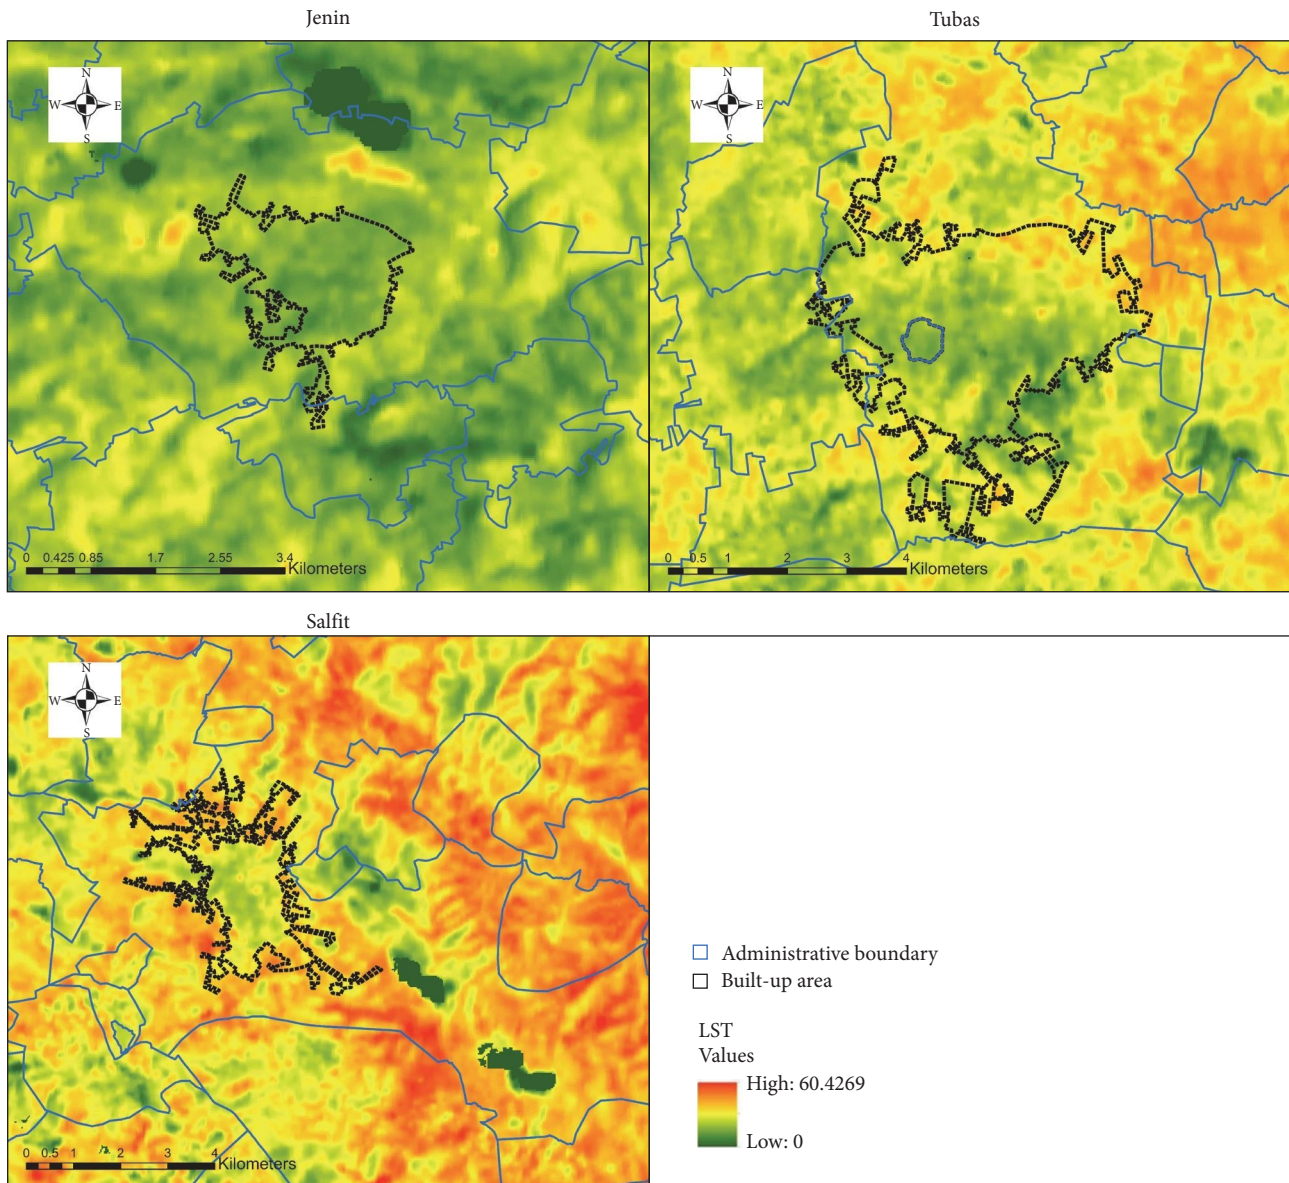 Jenin
N
W E
S
0 0.425 0.85 1.7 2.55 3.4
Kilometers
Tubas
N
W E
S
0 0.5 1 2 3 4
Kilometers
Salfit
N
W E
S
0 0.5 1 2 3 4
Kilometers
Administrative boundary
Built-up area
LST
Values
High: 60.4269
Low: 0